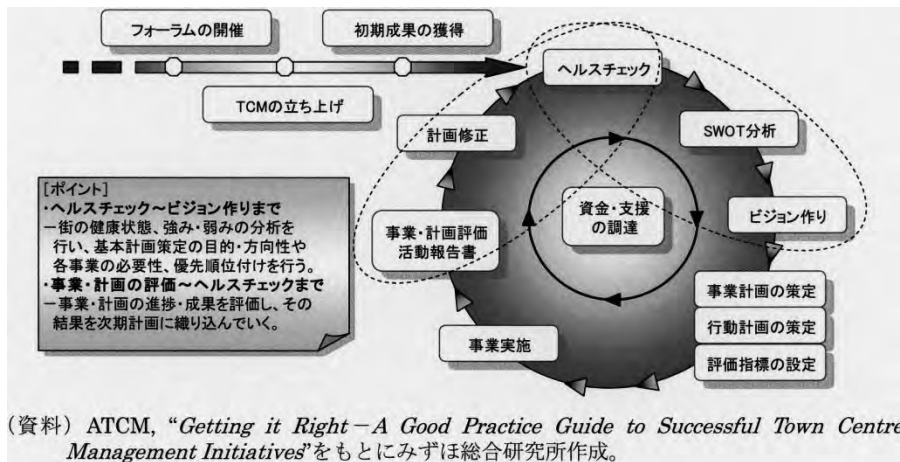 フォーラムの開催
初期成果の獲得
TCMの立ち上げ
ヘルスチェック
SWOT分析
ビジョン作り
事業計画の策定
行動計画の策定
評価指標の設定
事業実施
事業・計画評価
活動報告書
計画修正
資金・支援
の調達
[ポイント]
・ヘルスチェック～ビジョン作りまで
－街の健康状態、強み・弱みの分析を
行い、基本計画策定の目的・方向性や
各事業の必要性、優先順位付けを行う。
・事業・計画の評価～ヘルスチェックまで
－事業・計画の進捗・成果を評価し、その
結果を次期計画に織り込んでいく。
（資料）ATCM, “Getting it Right－A Good Practice Guide to Successful Town Centre
Management Initiatives”をもとにみずほ総合研究所作成。